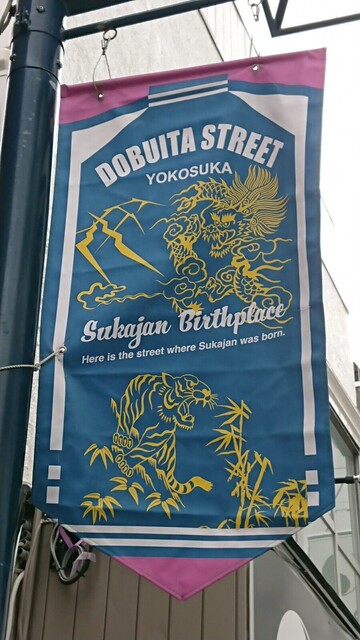 DOBUITA STREET
YOKOSUKA
Sukajan Birthplace
Here is the street where Sukajan was born.